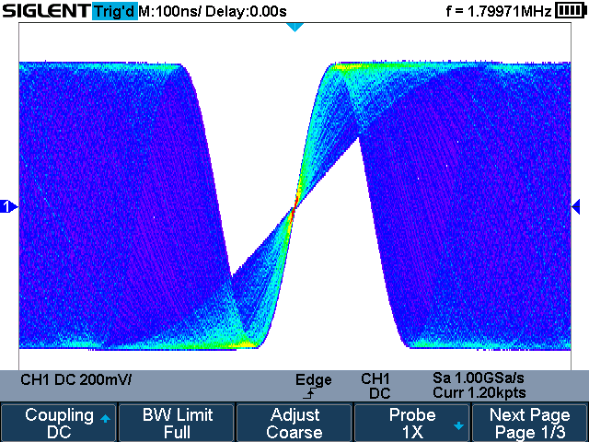 SIGLENT Trig'd M:100ns/ Delay:0.00s f = 1.79971MHz
1
CH1 DC 200mV/ Edge CH1 Sa 1.00GSa/s
DC Curr 1.20kpts
Coupling BW Limit Adjust Probe Next Page
DC Full Coarse 1X Page 1/3